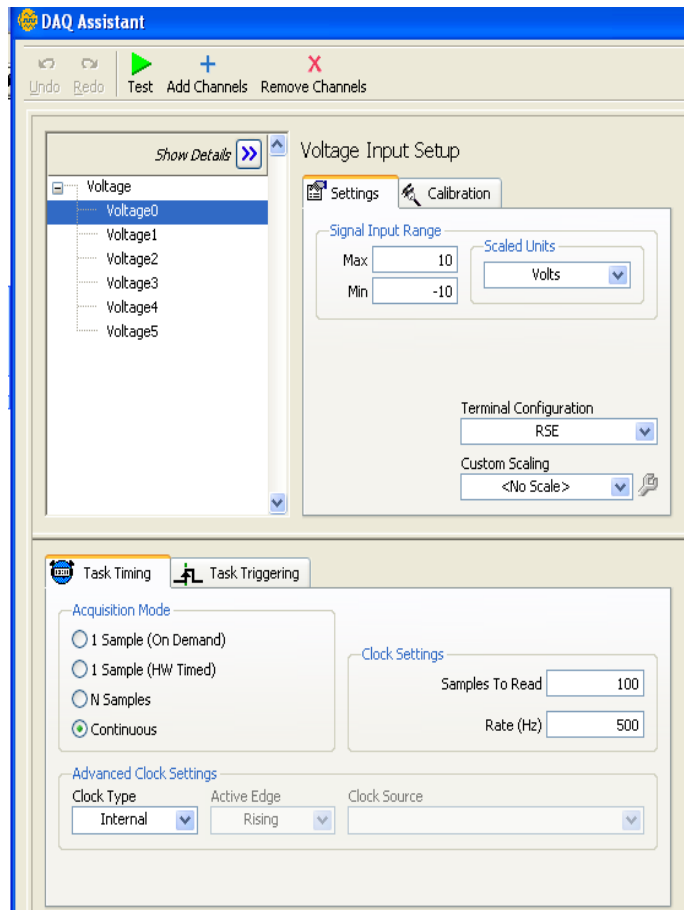 DAQ Assistant
Undo Redo Test Add Channels Remove Channels
Show Details
Voltage
Voltage0
Voltage1
Voltage2
Voltage3
Voltage4
Voltage5
Voltage Input Setup
Settings Calibration
Signal Input Range
Max 10
Min -10
Scaled Units
Volts
Terminal Configuration
RSE
Custom Scaling
<No Scale>
Task Timing Task Triggering
Acquisition Mode
1 Sample (On Demand)
1 Sample (HW Timed)
N Samples
Continuous
Clock Settings
Samples To Read 100
Rate (Hz) 500
Advanced Clock Settings
Clock Type Active Edge Clock Source
Internal Rising